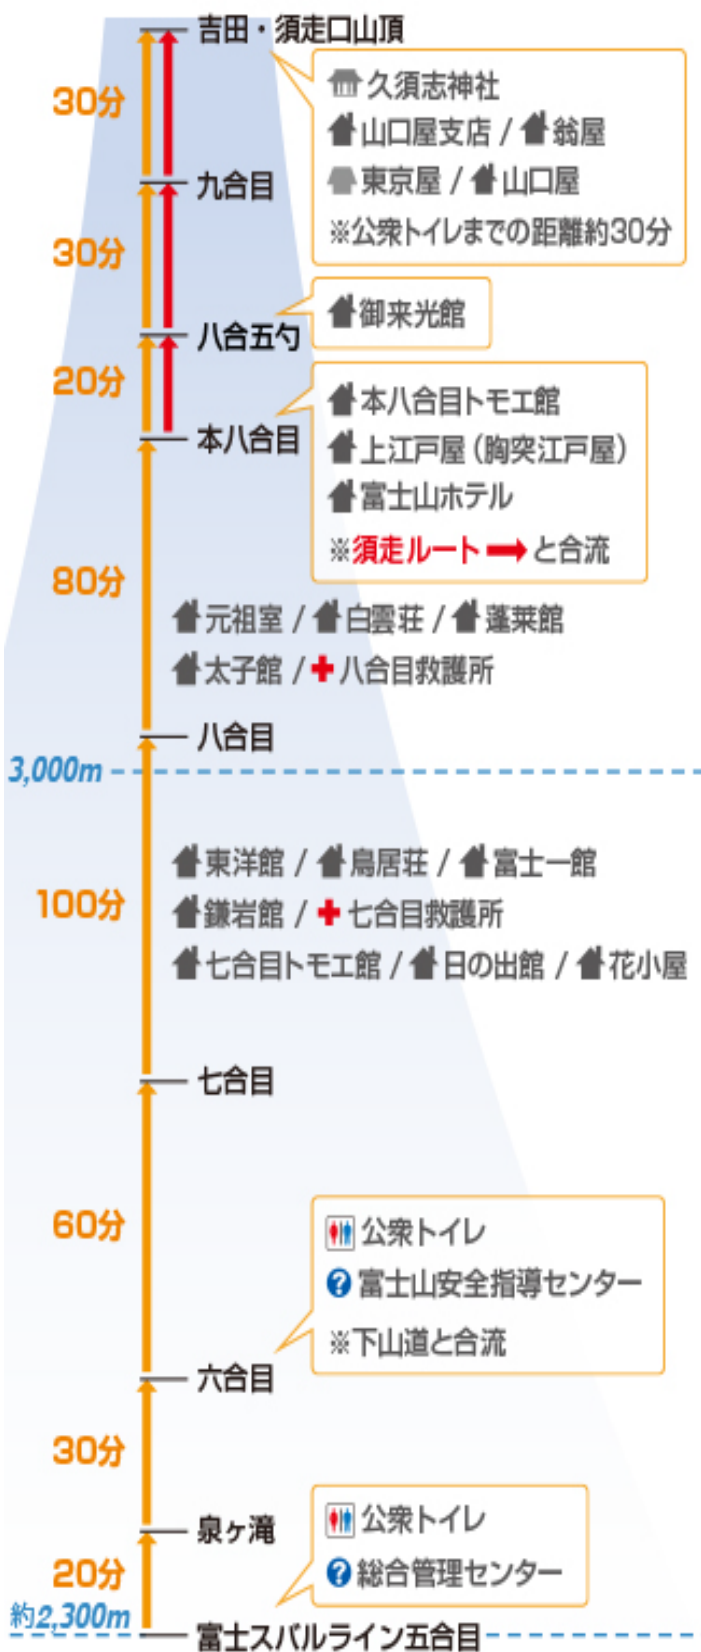 吉田・須走口山頂
30分
久須志神社
山口屋支店 / 翁屋
東京屋 / 山口屋
※公衆トイレまでの距離約30分
九合目
30分
御来光館
八合五勺
20分
本八合目トモエ館
上江戸屋（胸突江戸屋）
富士山ホテル
※須走ルート➡と合流
本八合目
80分
元祖室 / 白雲荘 / 蓬莱館
太子館 / 八合目救護所
八合目
3,000m
東洋館 / 鳥居荘 / 富士一館
鎌岩館 / 七合目救護所
七合目トモエ館 / 日の出館 / 花小屋
100分
七合目
60分
公衆トイレ
? 富士山安全指導センター
※下山道と合流
六合目
30分
公衆トイレ
? 総合管理センター
泉ヶ滝
20分
約2,300m
富士スバルライン五合目